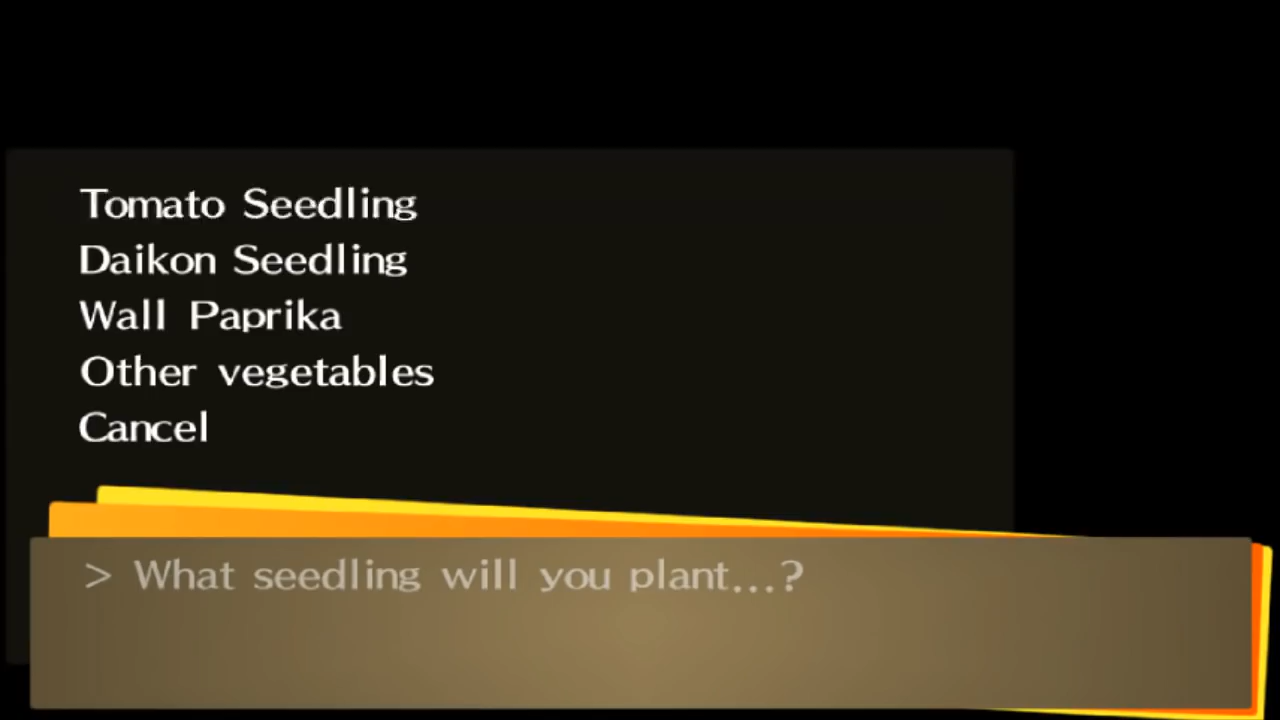 Tomato Seedling
Daikon Seedling
Wall Paprika
Other vegetables
Cancel
> What seedling will you plant...?